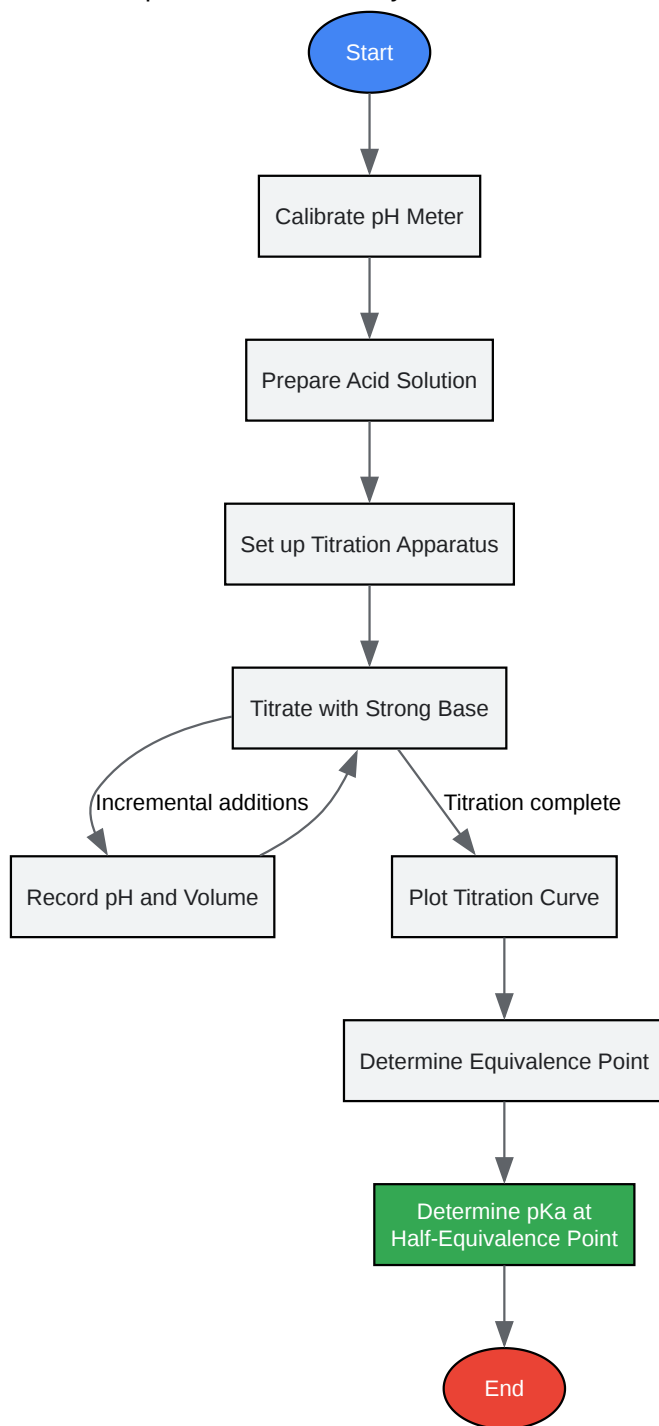 Start
Calibrate pH Meter
Prepare Acid Solution
Set up Titration Apparatus
Titrate with Strong Base
Incremental additions
Titration complete
Record pH and Volume
Plot Titration Curve
Determine Equivalence Point
Determine pKa at
Half-Equivalence Point
End